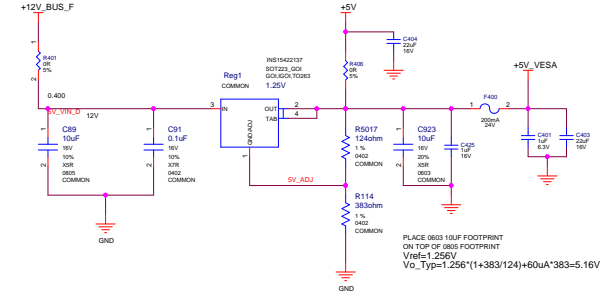 +12V_BUS_F
+5V
C404
22uF
16V
R401
0R
5%
INS15422137
SOT223_GOI
GOI,IGOI,TO263
1.25V
Reg1
COMMON
R406
0R
5%
+5V_VESA
0.400
5V_VIN_D
12V
3
IN
OUT
TAB
2
4
GND/ADJ
1
1
F400
2
200mA
24V
C89
10uF
16V
10%
X5R
0805
COMMON
C91
0.1uF
16V
10%
X7R
0402
COMMON
R5017
124ohm
1 %
0402
COMMON
C923
10uF
16V
20%
X5R
0603
COMMON
C425
1uF
16V
C401
1uF
6.3V
C403
22uF
16V
5V_ADJ
R114
383ohm
1 %
0402
COMMON
GND
GND
PLACE 0603 10UF FOOTPRINT
ON TOP OF 0805 FOOTPRINT
Vref=1.256V
Vo_Typ=1.256*(1+383/124)+60uA*383=5.16V